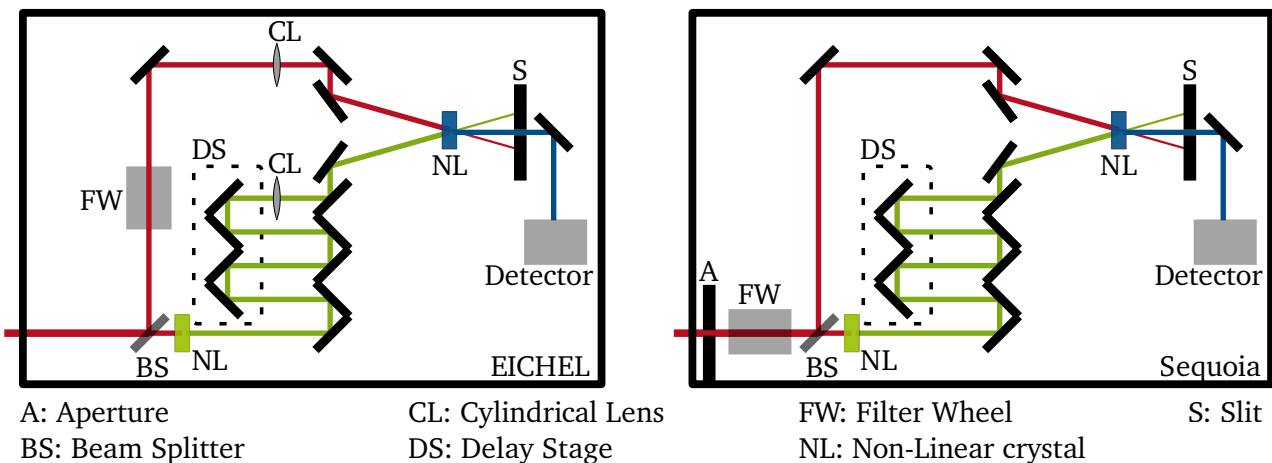 CL
S
DS
CL
NL
FW
Detector
BS
NL
EICHEL
S
DS
NL
A
FW
Detector
BS
NL
Sequoia
A: Aperture
CL: Cylindrical Lens
FW: Filter Wheel
S: Slit
BS: Beam Splitter
DS: Delay Stage
NL: Non-Linear crystal